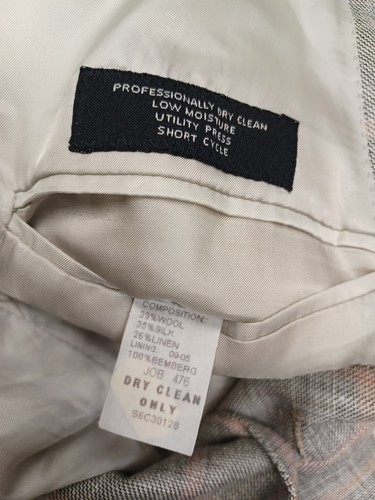 PROFESSIONALLY DRY CLEAN
LOW MOISTURE
UTILITY PRESS
SHORT CYCLE
COMPOSITION:
39%WOOL
35%SILK
26%LINEN
LINING: 09-05
100%BEMBERG
JOB 476
DRY CLEAN
ONLY
S6C30128